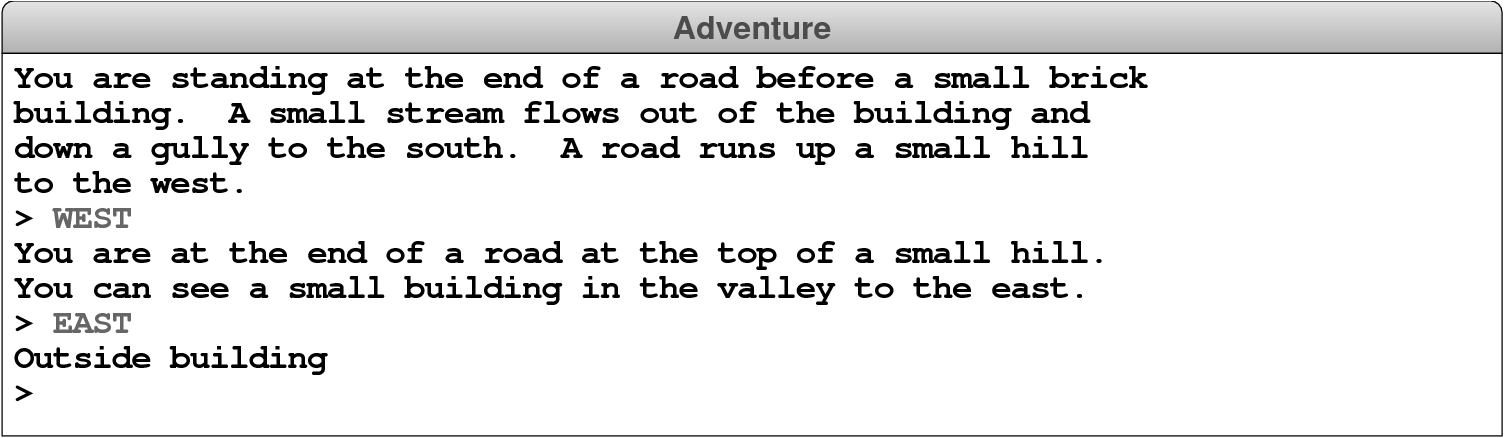 Adventure
You are standing at the end of a road before a small brick
building.  A small stream flows out of the building and
down a gully to the south.  A road runs up a small hill
to the west.
> WEST
You are at the end of a road at the top of a small hill.
You can see a small building in the valley to the east.
> EAST
Outside building
>